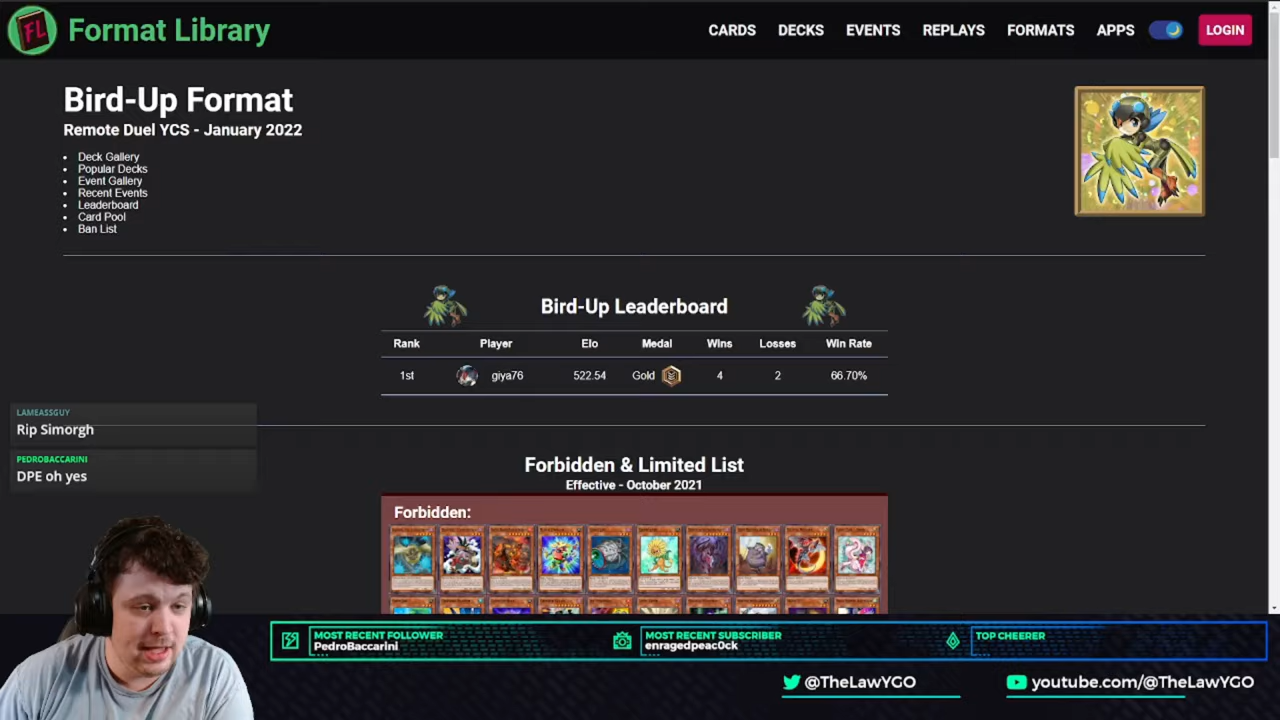 FL Format Library
CARDS DECKS EVENTS REPLAYS FORMATS APPS LOGIN
Bird-Up Format
Remote Duel YCS - January 2022
Deck Gallery
Popular Decks
Event Gallery
Recent Events
Leaderboard
Card Pool
Ban List
Bird-Up Leaderboard
Rank Player Elo Medal Wins Losses Win Rate
1st giya76 522.54 Gold 4 2 66.70%
LAMEASSGUY
Rip Simorgh
PEDROBACCARINI
DPE oh yes
Forbidden & Limited List
Effective - October 2021
Forbidden:
MOST RECENT FOLLOWER
PedroBaccarini
MOST RECENT SUBSCRIBER
enragedpeac0ck
TOP CHEERER
@TheLawYGO
youtube.com/@TheLawYGO